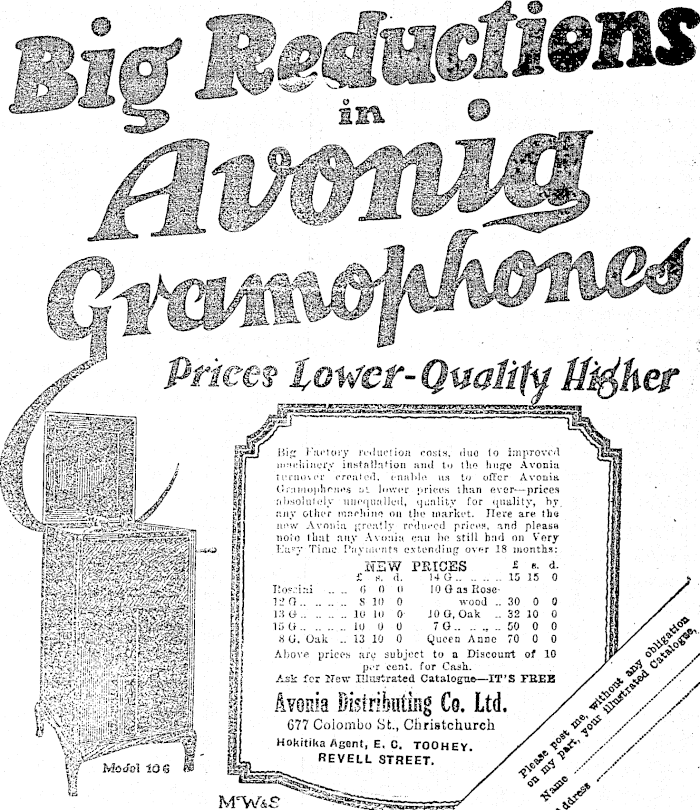 Big Reductions
in
Avonia
Gramophones
Prices Lower-Quality Higher
Big Factory reduction costs, due to improved
machinery installation and to the huge Avonia
turnover created, enable us to offer Avonia
Gramophones at lower prices than ever—prices
absolutely unequalled, quality for quality, by
any other machine on the market. Here are the
new Avonia greatly reduced prices, and please
note that any Avonia can be still had on Very
Easy Time Payments extending over 18 months:
NEW PRICES
£ s. d.
Rossini 6 0 0
12 G .. .. .. 8 10 0
13 G .. .. .. 10 10 0
15 G .. .. .. 10 0 0
8 G, Oak .. 13 10 0
£ s. d.
14 G .. .. .. 15 15 0
10 G as Rose-
wood .. 30 0 0
10 G, Oak .. 32 10 0
7 G .. .. .. 50 0 0
Queen Anne 70 0 0
Above prices are subject to a Discount of 10
per cent. for Cash.
Ask for New Illustrated Catalogue—IT'S FREE
Avonia Distributing Co. Ltd.
677 Colombo St., Christchurch
Hokitika Agent, E. C. TOOHEY.
REVELL STREET.
Model 106
McW&S
Please post me, without any obligation
on my part, your illustrated Catalogue,
Name
Address